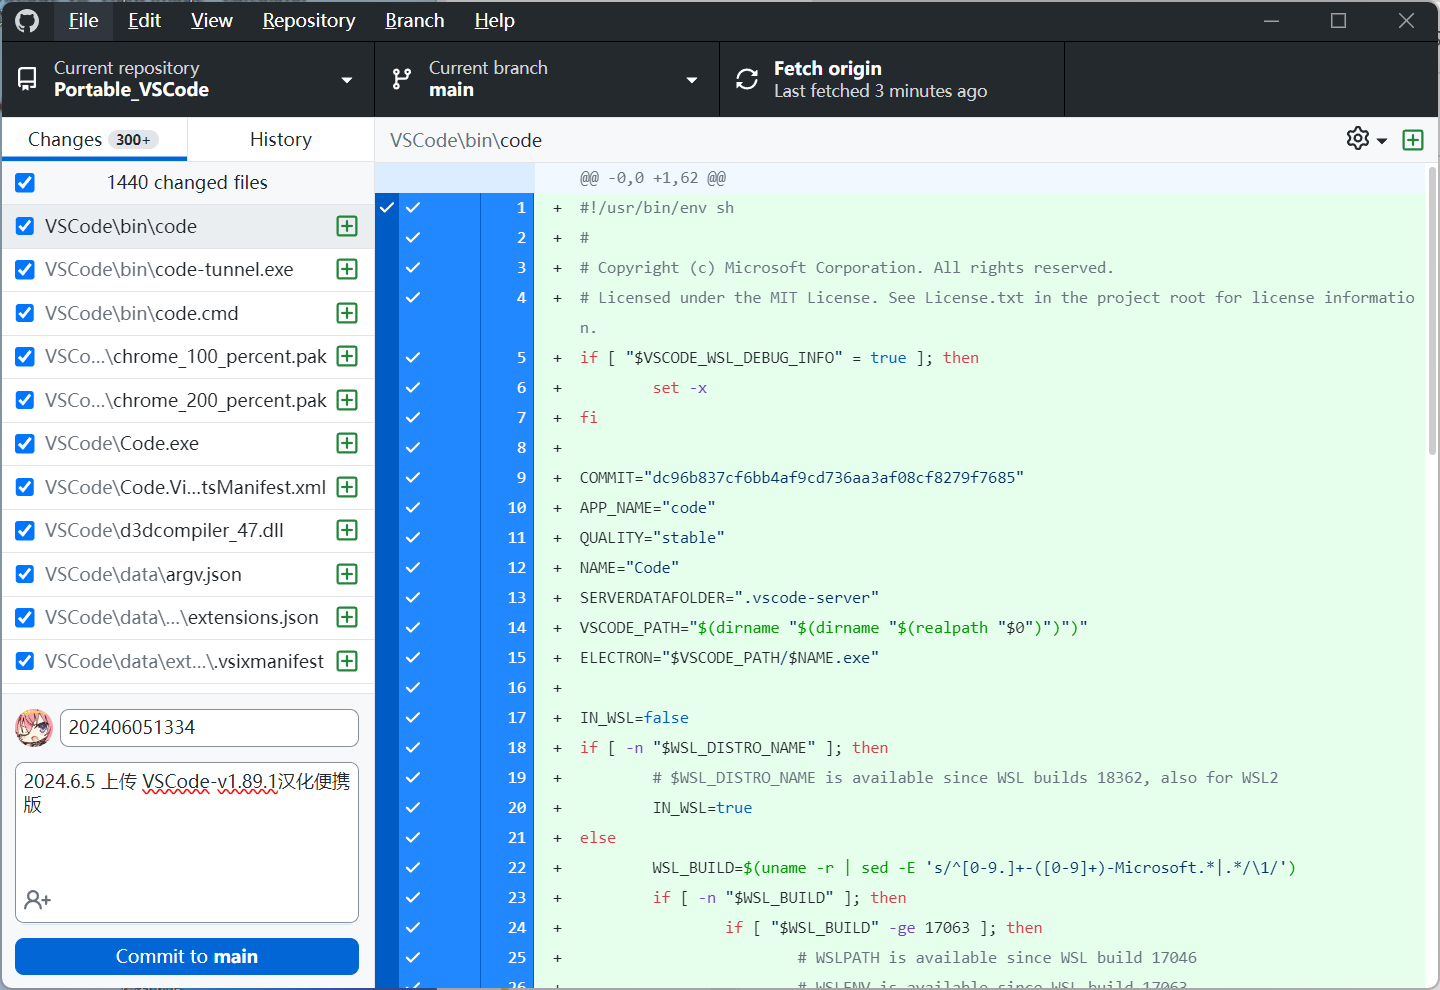 File Edit View Repository Branch Help
Current repository
Portable_VSCode
Current branch
main
Fetch origin
Last fetched 3 minutes ago
Changes 300+
History
VSCode\bin\code
1440 changed files
VSCode\bin\code
VSCode\bin\code-tunnel.exe
VSCode\bin\code.cmd
VSCo...\chrome_100_percent.pak
VSCo...\chrome_200_percent.pak
VSCode\Code.exe
VSCode\Code.Vi...tsManifest.xml
VSCode\d3dcompiler_47.dll
VSCode\data\argv.json
VSCode\data\...\extensions.json
VSCode\data\ext...\.vsixmanifest
202406051334
2024.6.5 上传 VSCode-v1.89.1汉化便携
版
Commit to main
@@ -0,0 +1,62 @@
1 + #!/usr/bin/env sh
2 + #
3 + # Copyright (c) Microsoft Corporation. All rights reserved.
4 + # Licensed under the MIT License. See License.txt in the project root for license informatio
n.
5 + if [ "$VSCODE_WSL_DEBUG_INFO" = true ]; then
6 + set -x
7 + fi
8 +
9 + COMMIT="dc96b837cf6bb4af9cd736aa3af08cf8279f7685"
10 + APP_NAME="code"
11 + QUALITY="stable"
12 + NAME="Code"
13 + SERVERDATAFOLDER=".vscode-server"
14 + VSCODE_PATH="$(dirname "$(dirname "$(realpath "$0")")")"
15 + ELECTRON="$VSCODE_PATH/$NAME.exe"
16 +
17 + IN_WSL=false
18 + if [ -n "$WSL_DISTRO_NAME" ]; then
19 + # $WSL_DISTRO_NAME is available since WSL builds 18362, also for WSL2
20 + IN_WSL=true
21 + else
22 + WSL_BUILD=$(uname -r | sed -E 's/^[0-9.]+-([0-9]+)-Microsoft.*|.*/\1/')
23 + if [ -n "$WSL_BUILD" ]; then
24 + if [ "$WSL_BUILD" -ge 17063 ]; then
25 + # WSLPATH is available since WSL build 17046
26 + # WSLENV is available since WSL build 17063